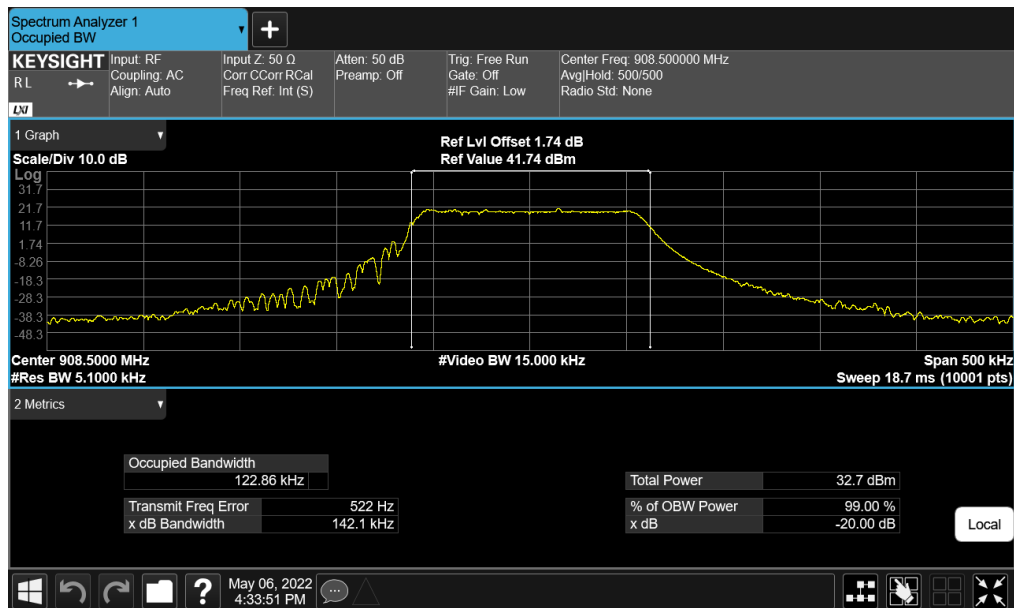 Spectrum Analyzer 1
Occupied BW
KEYSIGHT
R L
LXI
Input: RF
Coupling: AC
Align: Auto
Input Z: 50 Ω
Corr CCorr RCal
Freq Ref: Int (S)
Atten: 50 dB
Preamp: Off
Trig: Free Run
Gate: Off
#IF Gain: Low
Center Freq: 908.500000 MHz
Avg|Hold: 500/500
Radio Std: None
1 Graph
Scale/Div 10.0 dB
Ref Lvl Offset 1.74 dB
Ref Value 41.74 dBm
Log
31.7
21.7
11.7
1.74
-8.26
-18.3
-28.3
-38.3
-48.3
Center 908.5000 MHz
#Res BW 5.1000 kHz
#Video BW 15.000 kHz
Span 500 kHz
Sweep 18.7 ms (10001 pts)
2 Metrics
Occupied Bandwidth
122.86 kHz
Transmit Freq Error 522 Hz
x dB Bandwidth 142.1 kHz
Total Power 32.7 dBm
% of OBW Power 99.00 %
x dB -20.00 dB
Local
?
May 06, 2022
4:33:51 PM